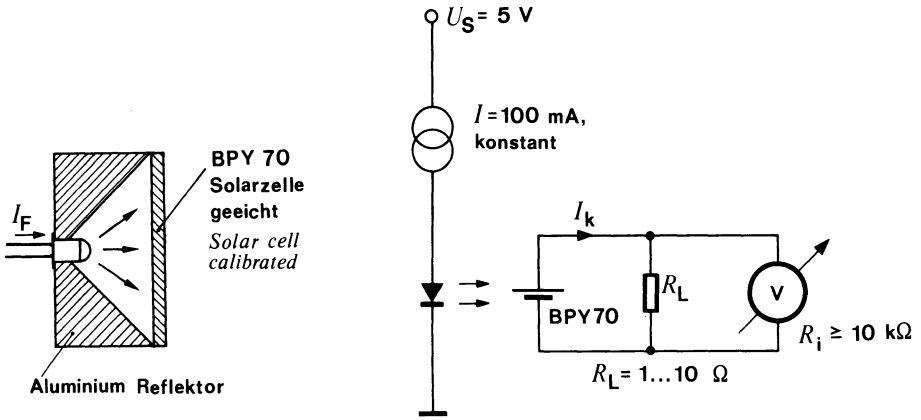 U_S = 5 V
I = 100 mA,
konstant
BPY 70
Solarzelle
geeicht
Solar cell
calibrated
I_F
I_k
R_L
V
BPY70
R_i ≥ 10 kΩ
R_L = 1...10 Ω
Aluminium Reflektor